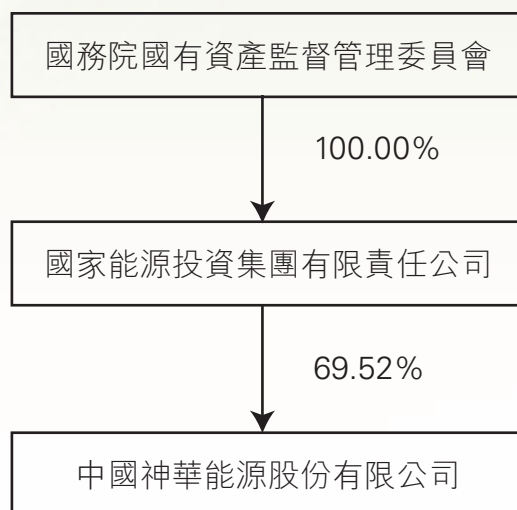 國務院國有資產監督管理委員會
100.00%
國家能源投資集團有限責任公司
69.52%
中國神華能源股份有限公司